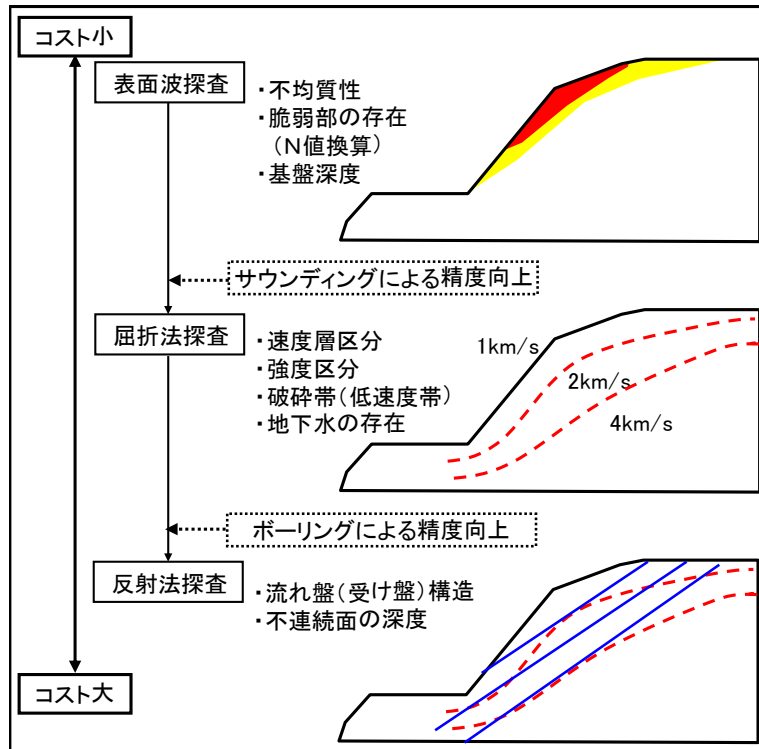 コスト小
表面波探査
・不均質性
・脆弱部の存在
（N値換算）
・基盤深度
サウンディングによる精度向上
屈折法探査
・速度層区分
・強度区分
・破砕帯（低速度帯）
・地下水の存在
1km/s
2km/s
4km/s
ボーリングによる精度向上
反射法探査
・流れ盤（受け盤）構造
・不連続面の深度
コスト大